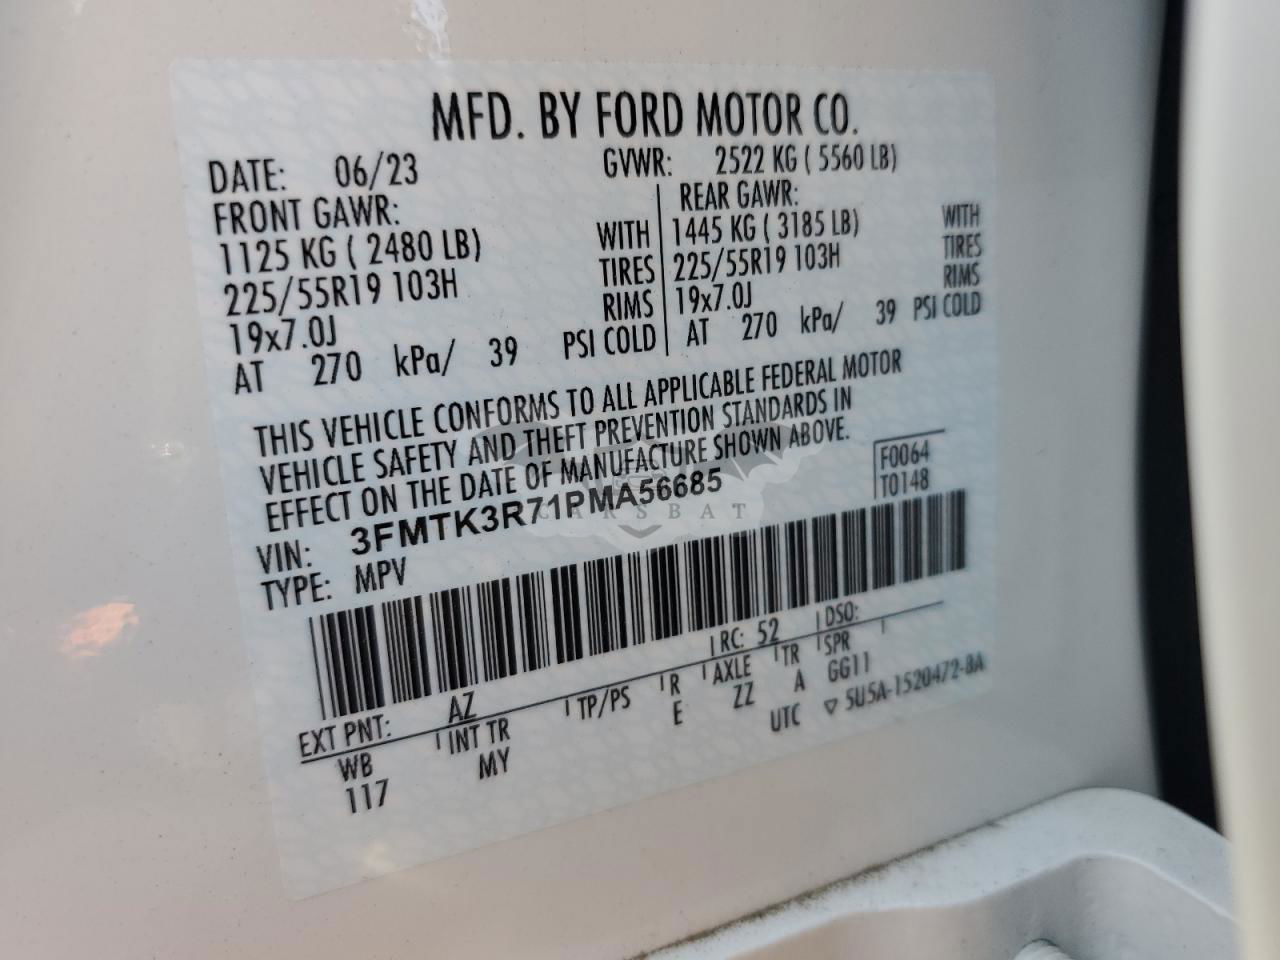 MFD. BY FORD MOTOR CO.
DATE: 06/23 GVWR: 2522 KG ( 5560 LB)
FRONT GAWR: REAR GAWR:
1125 KG ( 2480 LB) WITH 1445 KG ( 3185 LB) WITH
225/55R19 103H TIRES 225/55R19 103H TIRES
19x7.0J RIMS 19x7.0J RIMS
AT 270 kPa/ 39 PSI COLD AT 270 kPa/ 39 PSI COLD
THIS VEHICLE CONFORMS TO ALL APPLICABLE FEDERAL MOTOR
VEHICLE SAFETY AND THEFT PREVENTION STANDARDS IN
EFFECT ON THE DATE OF MANUFACTURE SHOWN ABOVE.
F0064
T0148
VIN: 3FMTK3R71PMA56685
TYPE: MPV
CARSBAT
EXT PNT: AZ RC: 52 DSO:
WB INT TR TP/PS R AXLE TR SPR
117 MY E ZZ A GG11
UTC ▽ 5U5A-1520472-BA